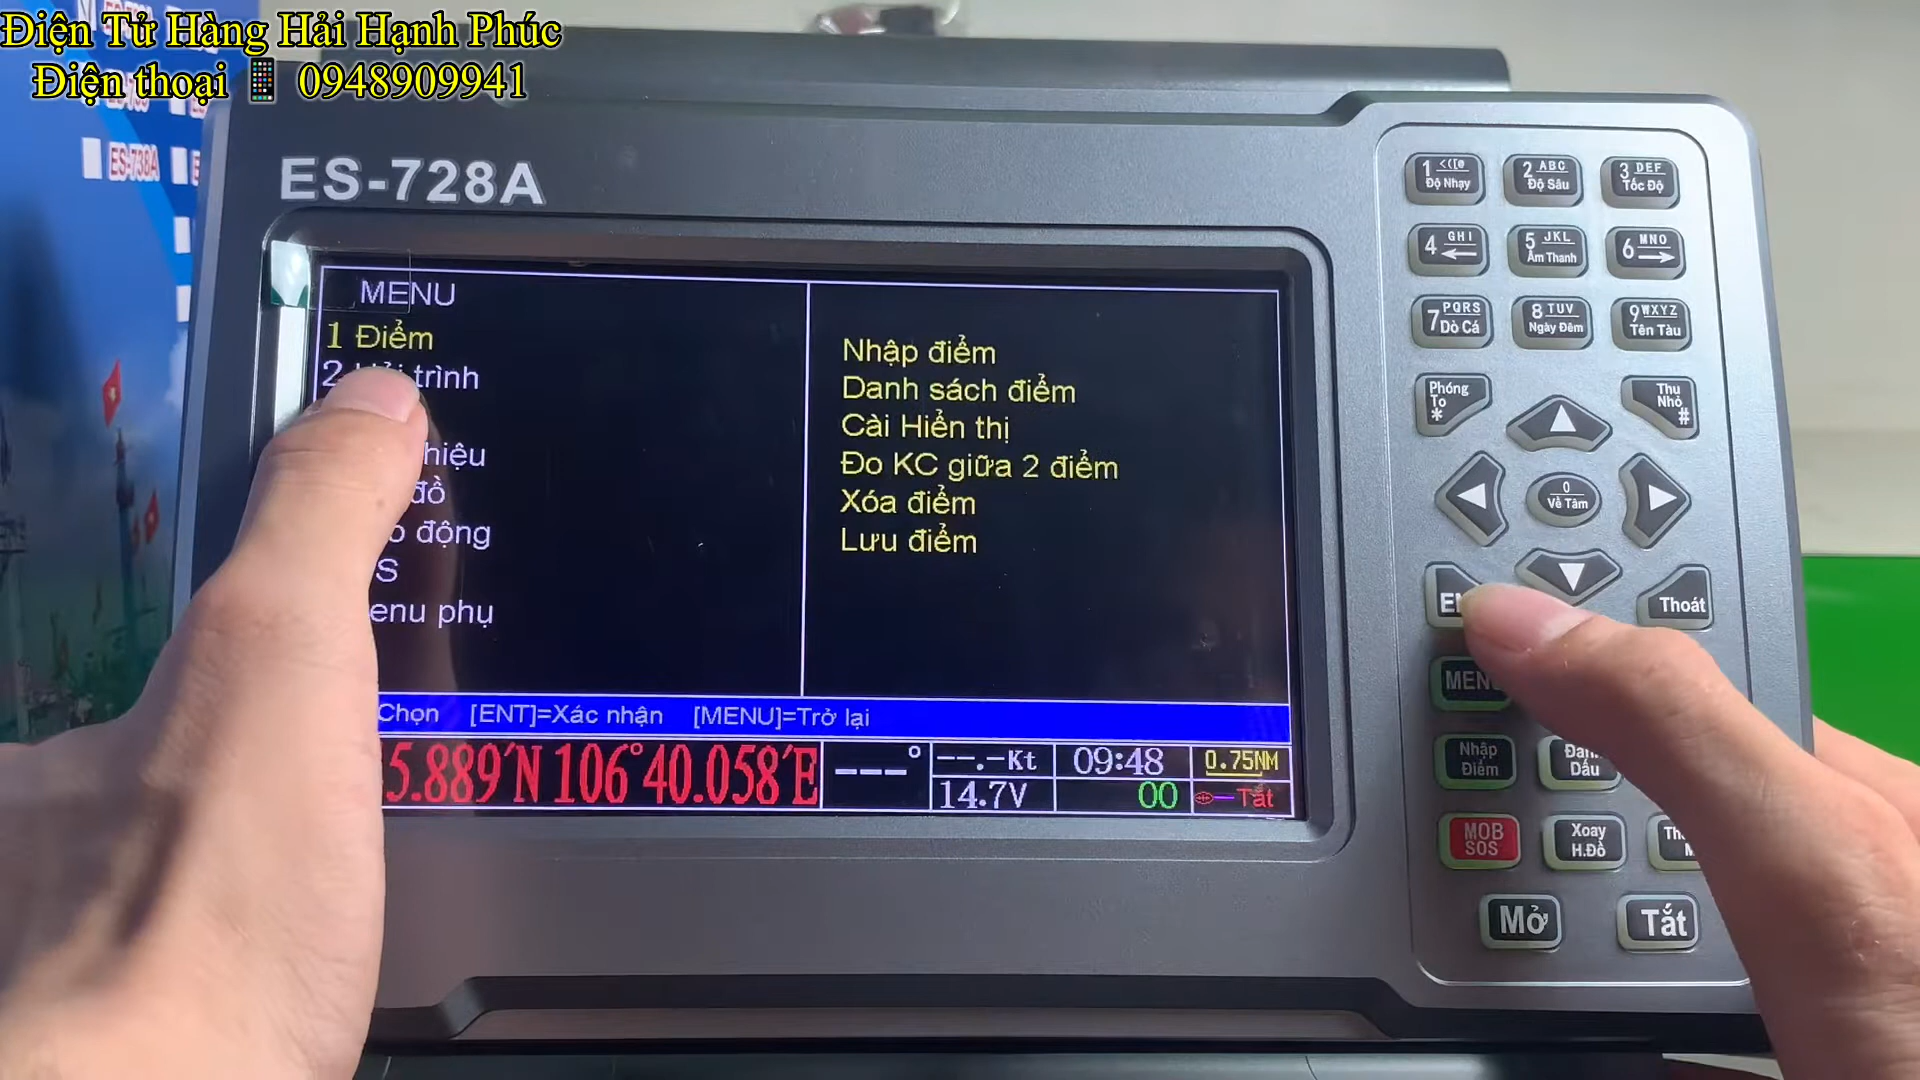 Điện Tử Hàng Hải Hạnh Phúc
Điện thoại 0948909941
ES-738A
ES-728A
MENU
1 Điểm
2 trình
hiệu
đồ
động
S
enu phụ
Nhập điểm
Danh sách điểm
Cài Hiển thị
Đo KC giữa 2 điểm
Xóa điểm
Lưu điểm
Chọn [ENT]=Xác nhận [MENU]=Trở lại
5.889'N 106°40.058'E
---° --.-Kt 09:48 0.75NM
14.7V 00 Tắt
1 Độ Nhạy
2 ABC Độ Sâu
3 DEF Tốc Độ
4 GHI
5 JKL Âm Thanh
6 MNO
7 PQRS Dò Cá
8 TUV Ngày Đêm
9 WXYZ Tên Tàu
Phóng To *
Thu Nhỏ #
0 Về Tâm
Thoát
MENU
Nhập Điểm
Dấu
MOB SOS
Xoay H.Đồ
Mở
Tắt